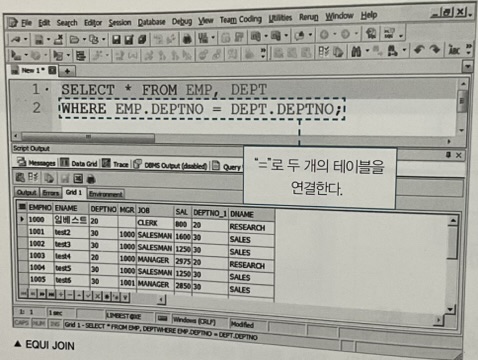 File Edit Search Editor Session Database Debug View Team Coding Utilities Rerun Window Help
New 1*
1 SELECT * FROM EMP, DEPT
2 WHERE EMP.DEPTNO = DEPT.DEPTNO;
Script Output
Messages Data Grid Trace DBMS Output (disabled) Query
"="로 두 개의 테이블을
연결한다.
Output Errors Grid 1 Environment
EMPNO ENAME DEPTNO MGR JOB SAL DEPTNO_1 DNAME
1000 임베스트 20 CLERK 800 20 RESEARCH
1001 test2 30 1000 SALESMAN 1600 30 SALES
1002 test3 30 1000 SALESMAN 1250 30 SALES
1003 test4 20 1000 MANAGER 2975 20 RESEARCH
1004 test5 30 1000 SALESMAN 1250 30 SALES
1005 test6 30 1001 MANAGER 2850 30 SALES
1: 1 1 sec LIMBEST@XE Windows (CRLF) Modified
CAPS NUM INS Grid 1 - SELECT * FROM EMP, DEPTWHERE EMP.DEPTNO = DEPT.DEPTNO
▲ EQUI JOIN